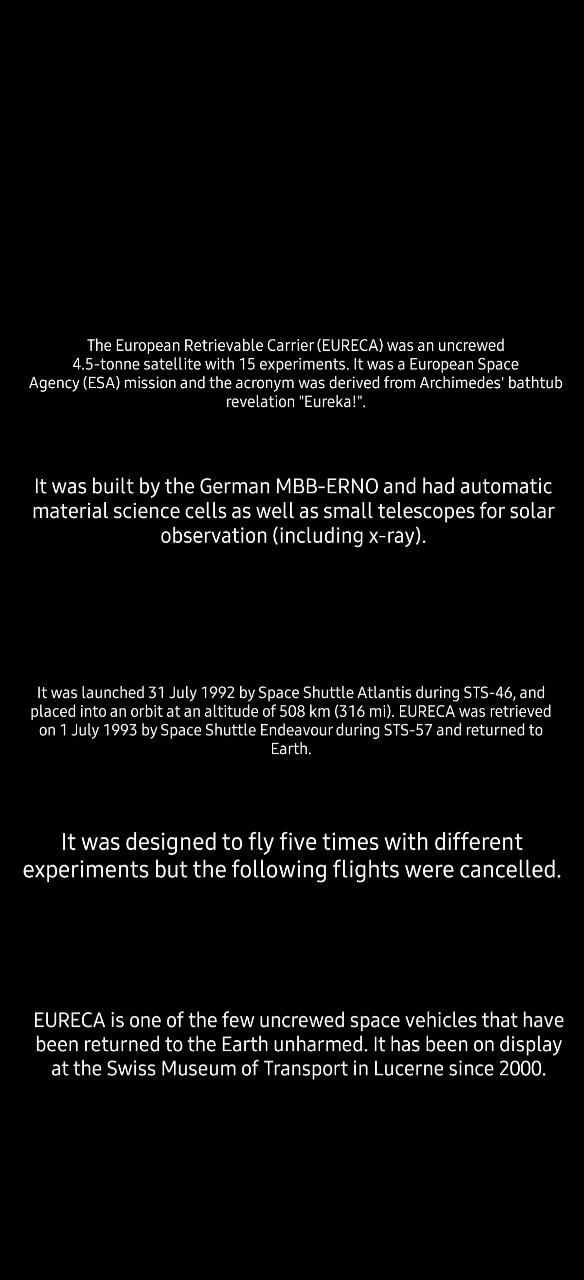 The European Retrievable Carrier (EURECA) was an uncrewed
4.5-tonne satellite with 15 experiments. It was a European Space
Agency (ESA) mission and the acronym was derived from Archimedes' bathtub
revelation "Eureka!".
It was built by the German MBB-ERNO and had automatic
material science cells as well as small telescopes for solar
observation (including x-ray).
It was launched 31 July 1992 by Space Shuttle Atlantis during STS-46, and
placed into an orbit at an altitude of 508 km (316 mi). EURECA was retrieved
on 1 July 1993 by Space Shuttle Endeavour during STS-57 and returned to
Earth.
It was designed to fly five times with different
experiments but the following flights were cancelled.
EURECA is one of the few uncrewed space vehicles that have
been returned to the Earth unharmed. It has been on display
at the Swiss Museum of Transport in Lucerne since 2000.